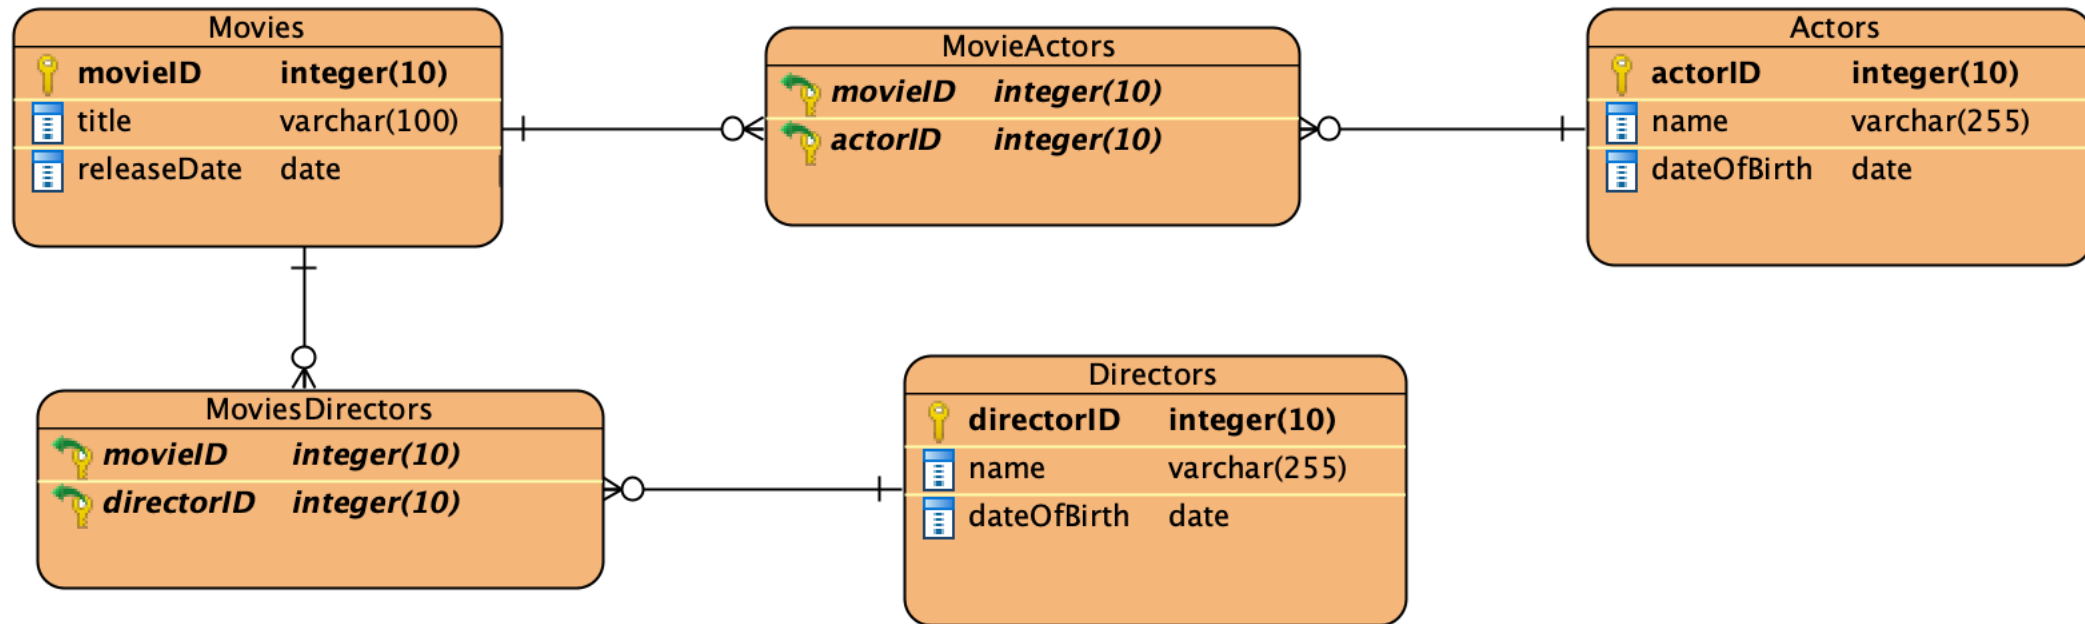 Movies
movieID integer(10)
title varchar(100)
releaseDate date
MovieActors
movieID integer(10)
actorID integer(10)
Actors
actorID integer(10)
name varchar(255)
dateOfBirth date
MoviesDirectors
movieID integer(10)
directorID integer(10)
Directors
directorID integer(10)
name varchar(255)
dateOfBirth date